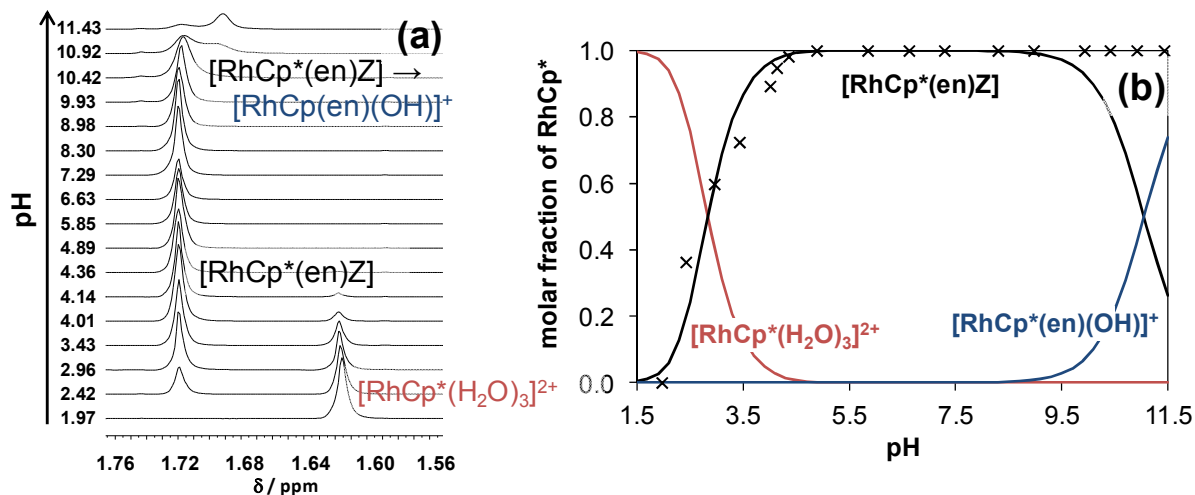 (a)
pH
11.43
10.92
10.42
9.93
8.98
8.30
7.29
6.63
5.85
4.89
4.36
4.14
4.01
3.43
2.96
2.42
1.97
[RhCp*(en)Z] →
[RhCp(en)(OH)]⁺
[RhCp*(en)Z]
[RhCp*(H₂O)₃]²⁺
1.76 1.72 1.68 1.64 1.60 1.56
δ / ppm
(b)
molar fraction of RhCp*
1.0
0.8
0.6
0.4
0.2
0.0
[RhCp*(en)Z]
[RhCp*(H₂O)₃]²⁺
[RhCp*(en)(OH)]⁺
1.5 3.5 5.5 7.5 9.5 11.5
pH